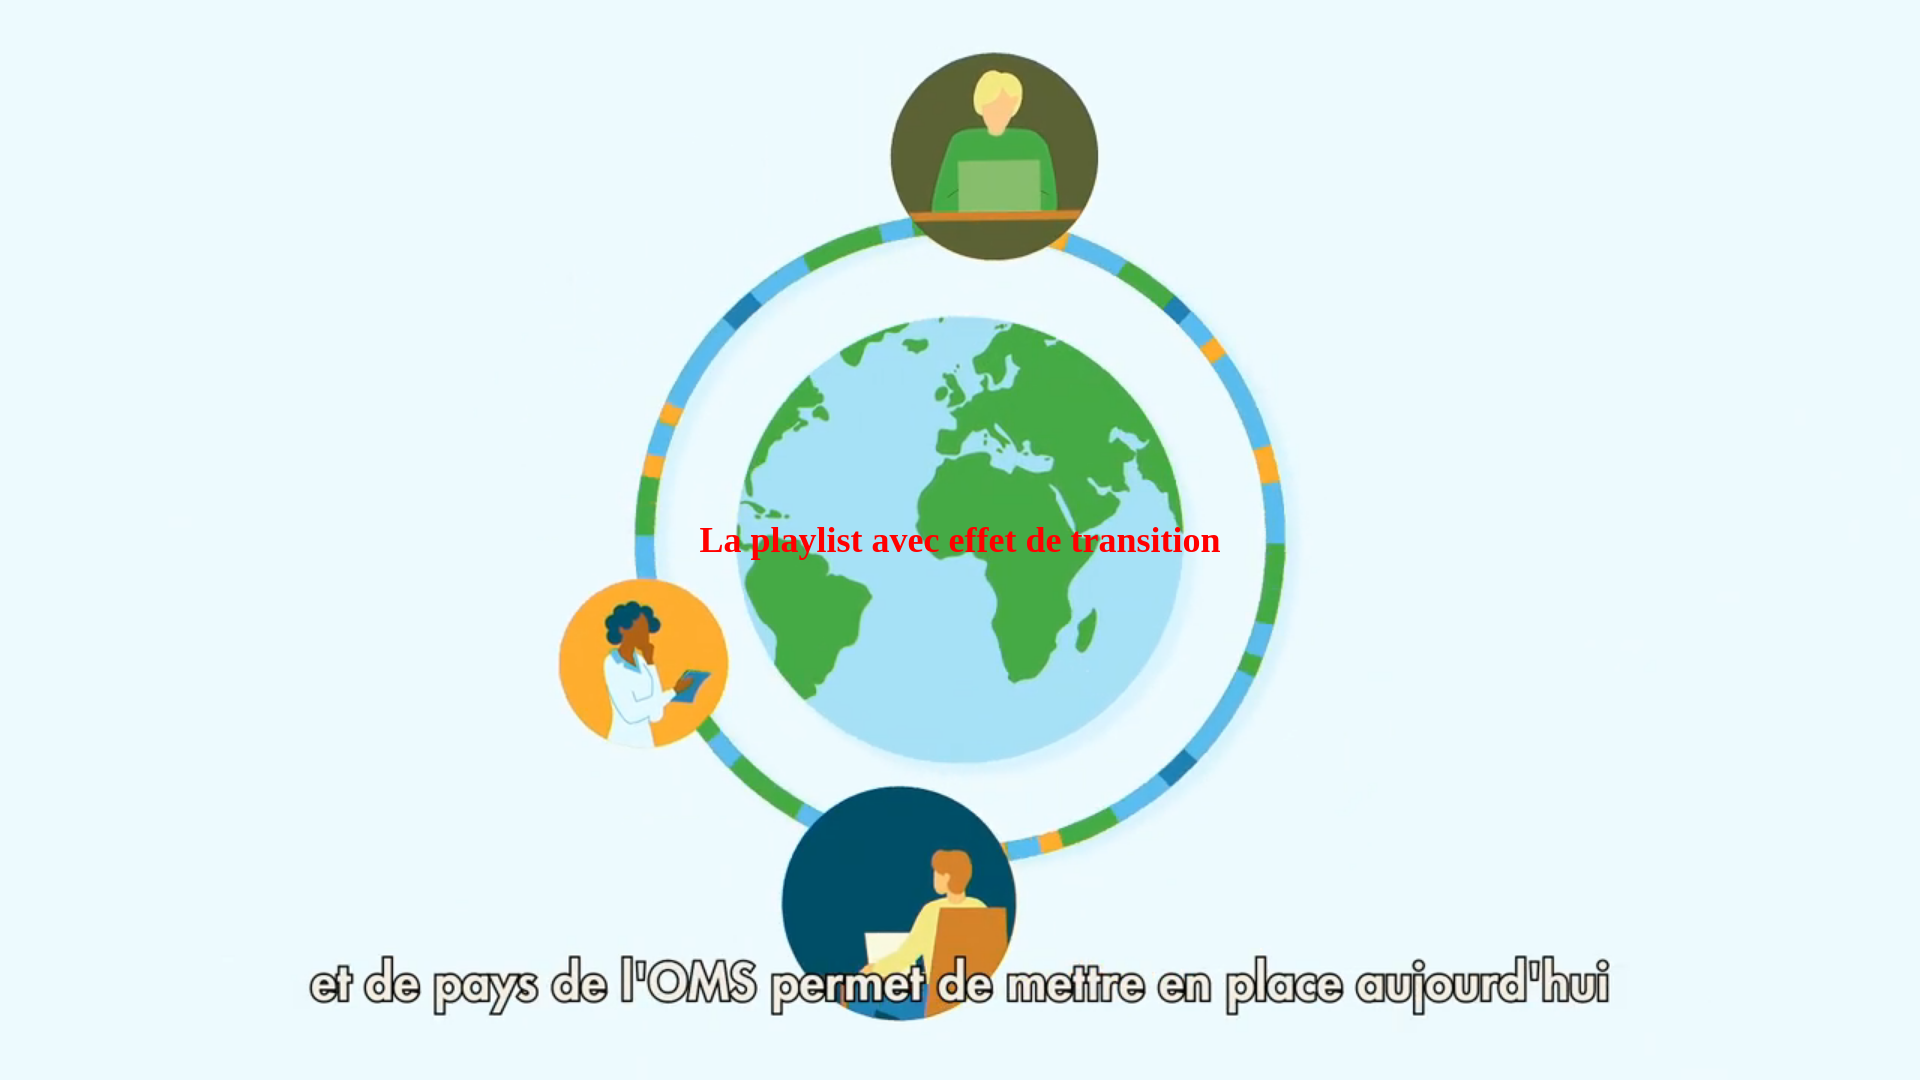 La playlist avec effet de transition
et de pays de l'OMS permet de mettre en place aujourd'hui